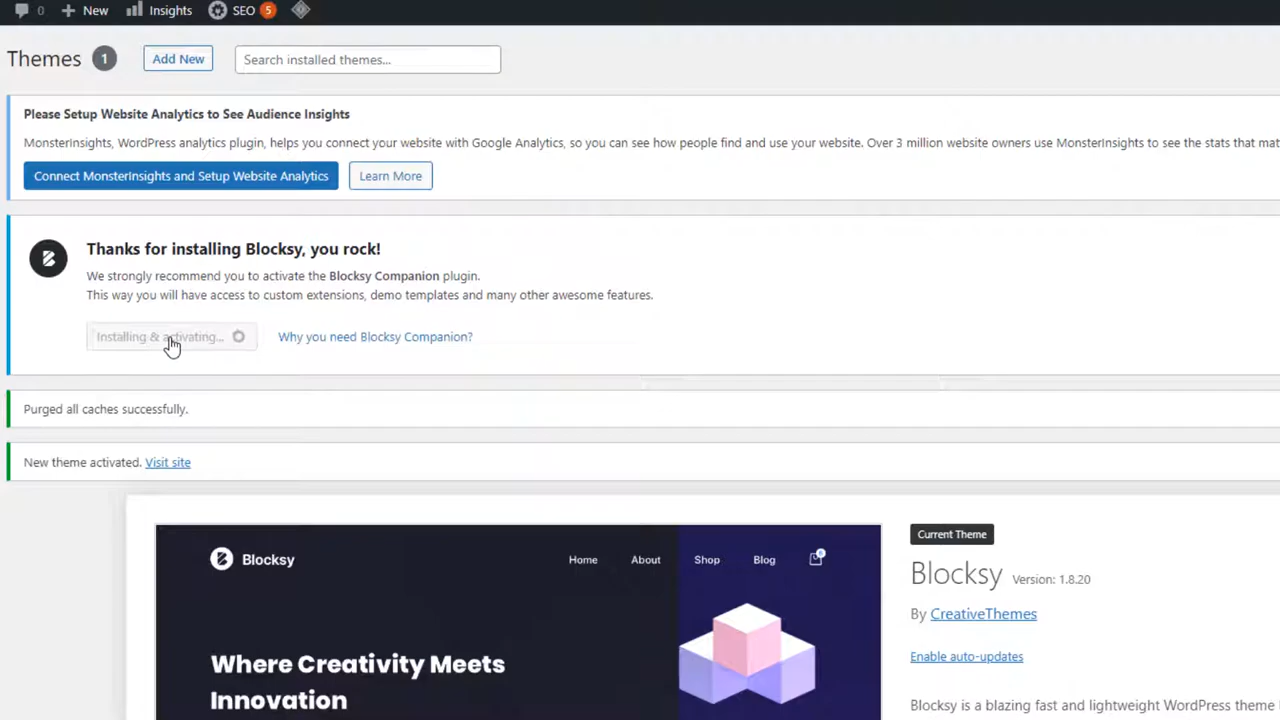 0 New Insights SEO 5
Themes 1 Add New Search installed themes...
Please Setup Website Analytics to See Audience Insights
MonsterInsights, WordPress analytics plugin, helps you connect your website with Google Analytics, so you can see how people find and use your website. Over 3 million website owners use MonsterInsights to see the stats that mat
Connect MonsterInsights and Setup Website Analytics Learn More
Thanks for installing Blocksy, you rock!
We strongly recommend you to activate the Blocksy Companion plugin.
This way you will have access to custom extensions, demo templates and many other awesome features.
Installing & activating... Why you need Blocksy Companion?
Purged all caches successfully.
New theme activated. Visit site
Blocksy Home About Shop Blog 0
Where Creativity Meets
Innovation
Current Theme
Blocksy Version: 1.8.20
By CreativeThemes
Enable auto-updates
Blocksy is a blazing fast and lightweight WordPress theme